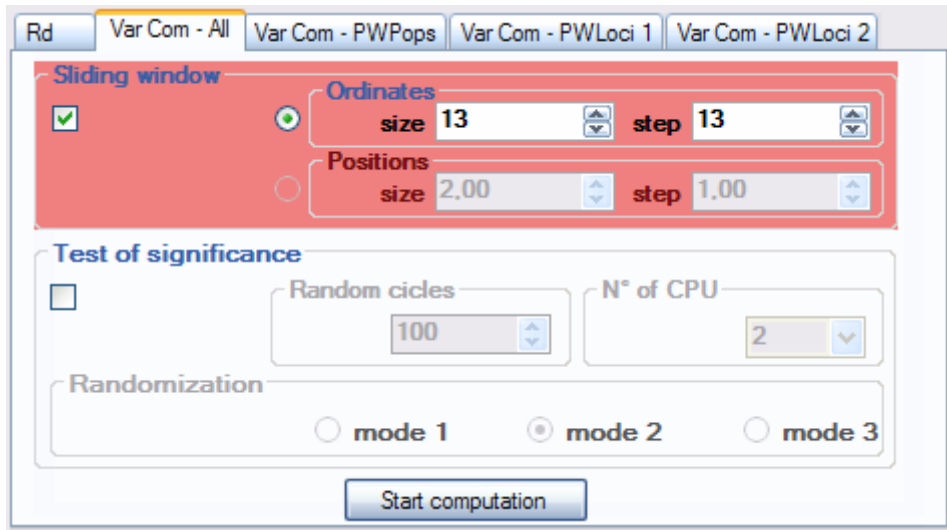 Rd Var Com - All Var Com - PWPops Var Com - PWLoci 1 Var Com - PWLoci 2
Sliding window
Ordinates
size 13 step 13
Positions
size 2,00 step 1,00
Test of significance
Random cicles N° of CPU
100 2
Randomization
mode 1 mode 2 mode 3
Start computation